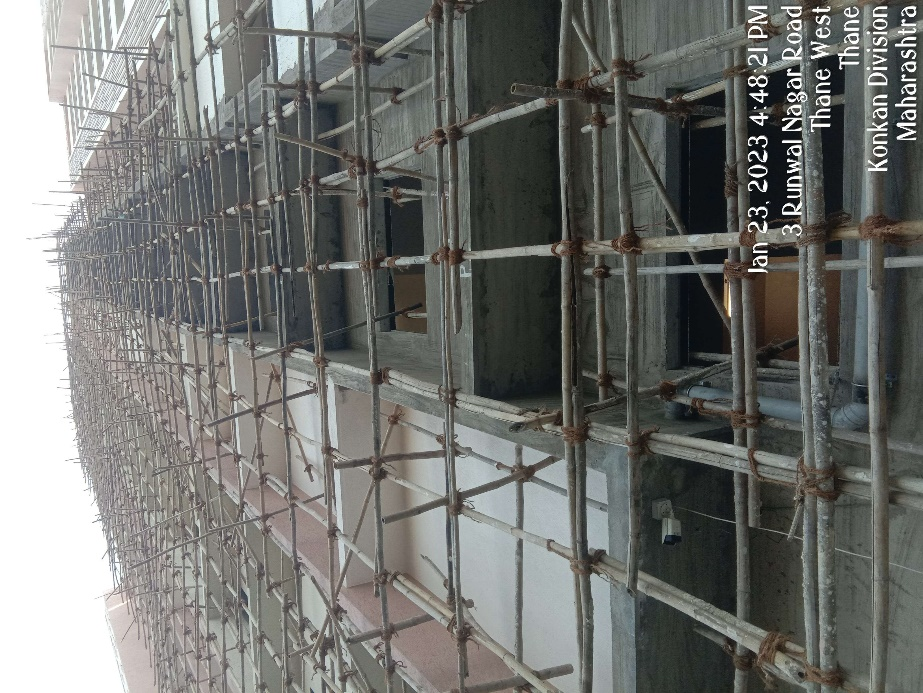 Jan 23, 2023 4:48:21 PM
3 Runwal Nagar Road
Thane West
Thane
Konkan Division
Maharashtra